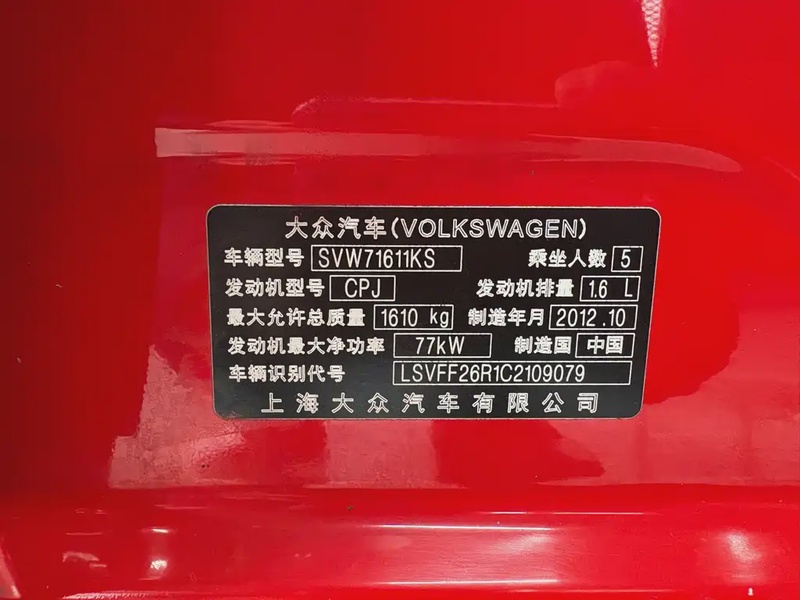 大众汽车(VOLKSWAGEN)
车辆型号 SVW71611KS 乘坐人数 5
发动机型号 CPJ 发动机排量 1.6 L
最大允许总质量 1610 kg 制造年月 2012.10
发动机最大净功率 77kW 制造国 中国
车辆识别代号 LSVFF26R1C2109079
上海大众汽车有限公司